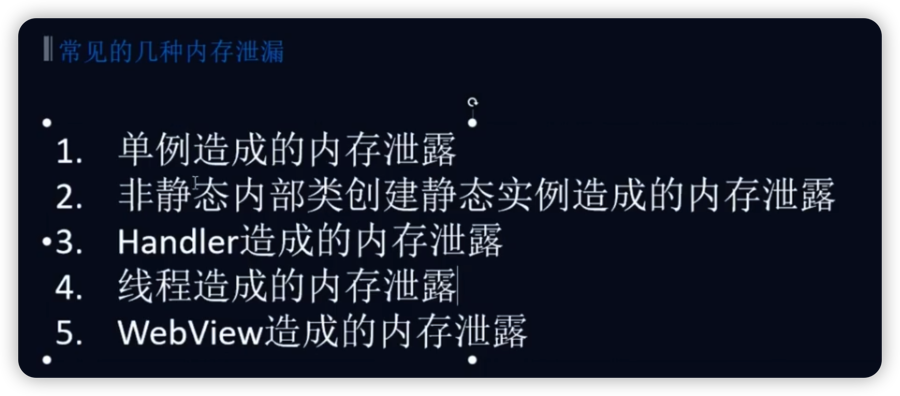 常见的几种内存泄漏
1. 单例造成的内存泄露
2. 非静态内部类创建静态实例造成的内存泄露
3. Handler造成的内存泄露
4. 线程造成的内存泄露
5. WebView造成的内存泄露